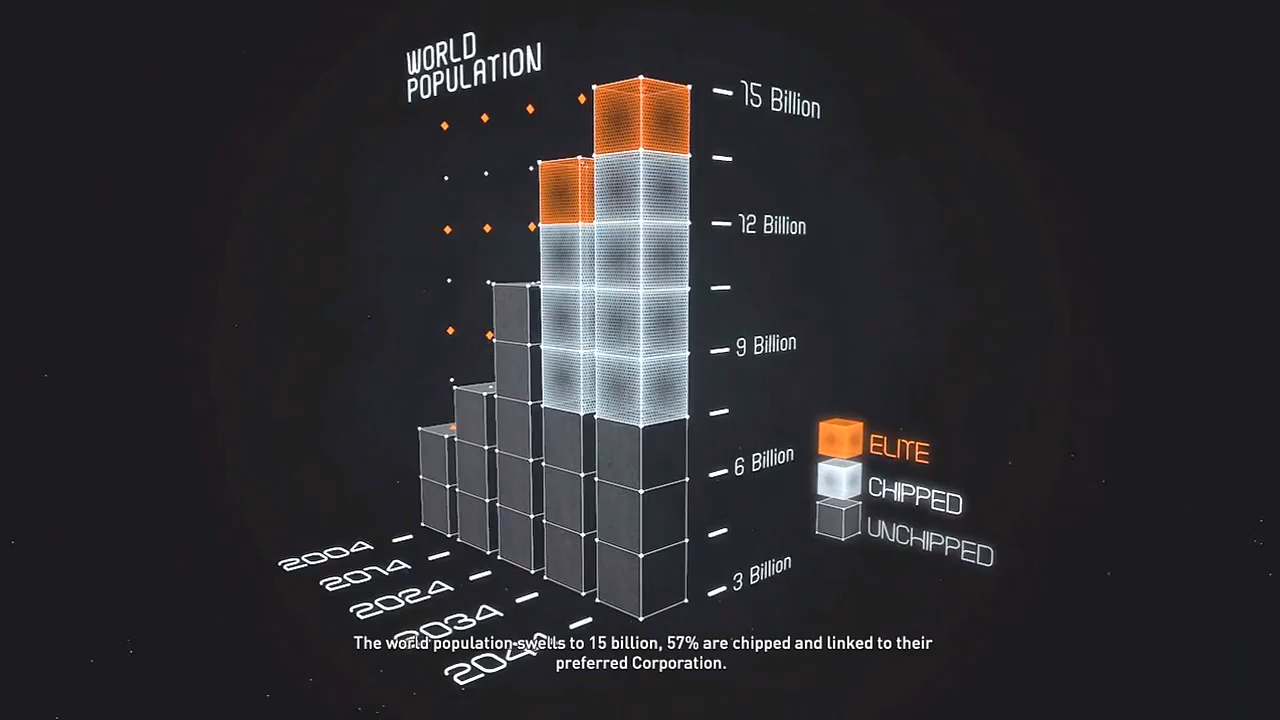 WORLD
POPULATION
15 Billion
12 Billion
9 Billion
6 Billion
3 Billion
ELITE
CHIPPED
UNCHIPPED
2004
2014
2024
2034
The world population swells to 15 billion, 57% are chipped and linked to their
preferred Corporation.